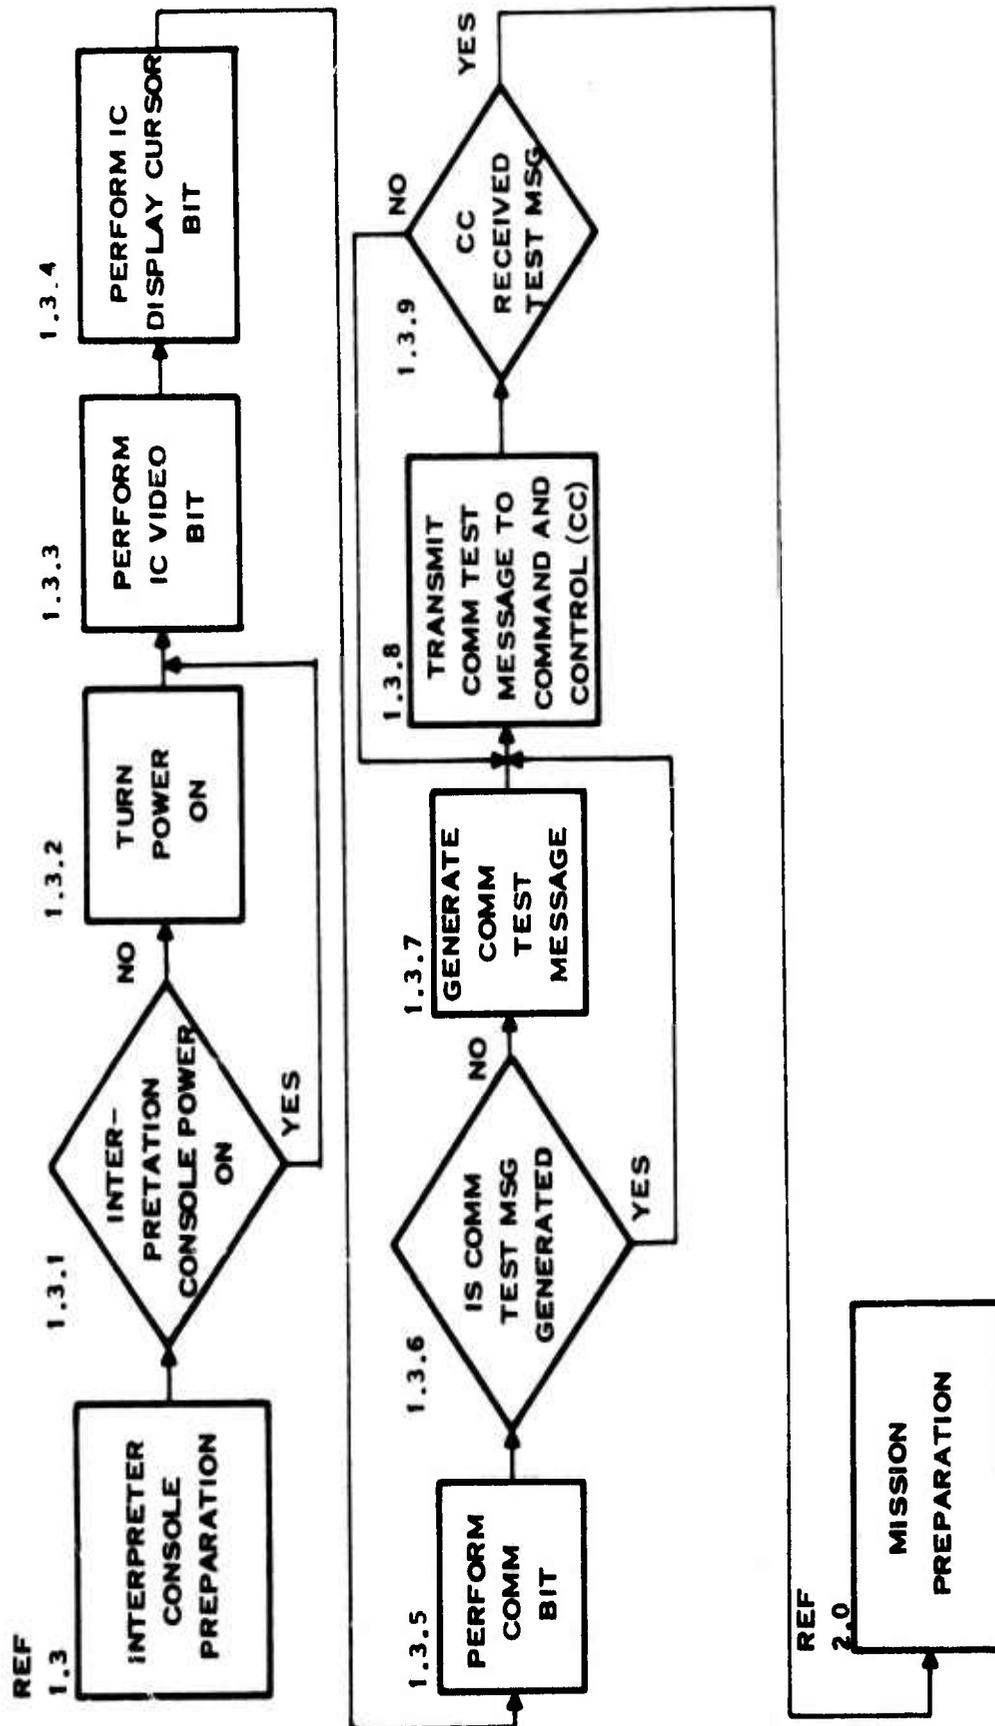 REF
1.3
INTERPRETER
CONSOLE
PREPARATION
1.3.1
INTER-
PRETATION
CONSOLE POWER
ON
NO
YES
1.3.2
TURN
POWER
ON
1.3.3
PERFORM
IC VIDEO
BIT
1.3.4
PERFORM IC
DISPLAY CURSOR
BIT
1.3.5
PERFORM
COMM
BIT
1.3.6
IS COMM
TEST MSG
GENERATED
NO
YES
1.3.7
GENERATE
COMM
TEST
MESSAGE
1.3.8
TRANSMIT
COMM TEST
MESSAGE TO
COMMAND AND
CONTROL (CC)
1.3.9
CC
RECEIVED
TEST MSG
NO
YES
REF
2.0
MISSION
PREPARATION